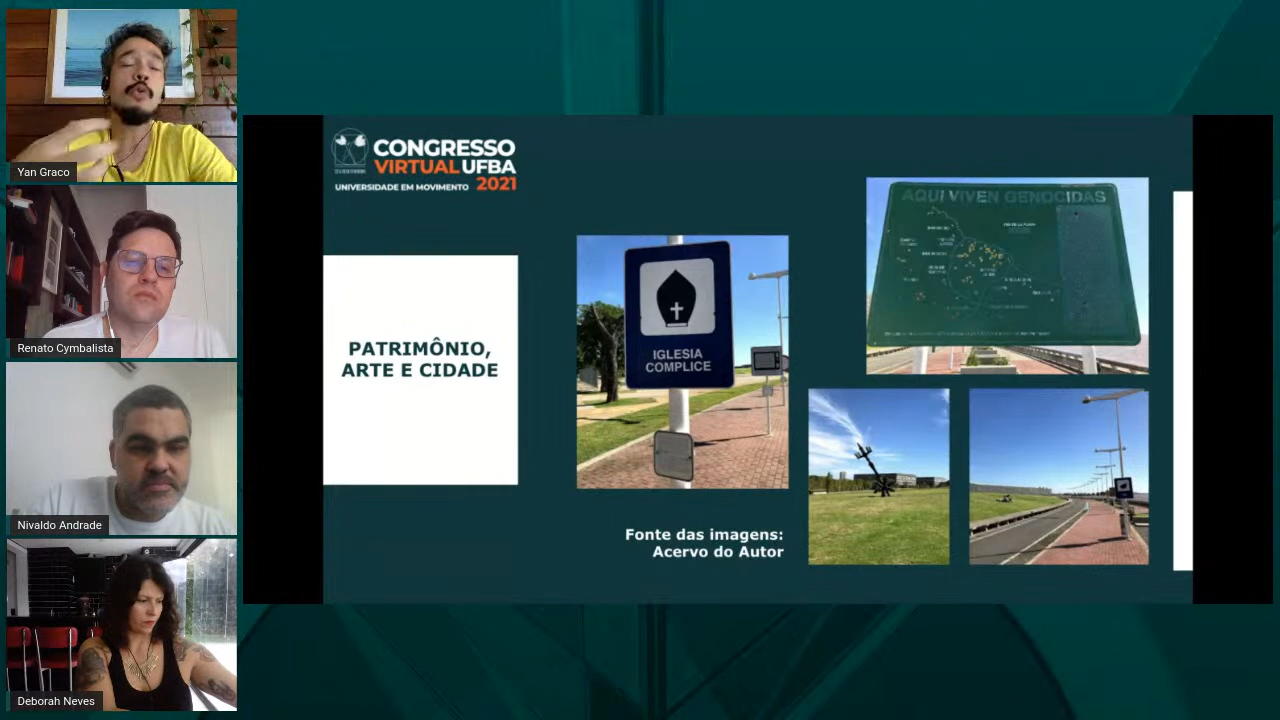 Yan Graco
Renato Cymbalista
Nivaldo Andrade
Deborah Neves
CONGRESSO
VIRTUAL UFBA
UNIVERSIDADE EM MOVIMENTO 2021
PATRIMÔNIO,
ARTE E CIDADE
IGLESIA
COMPLICE
AQUI VIVEN GENOCIDAS
Fonte das imagens:
Acervo do Autor